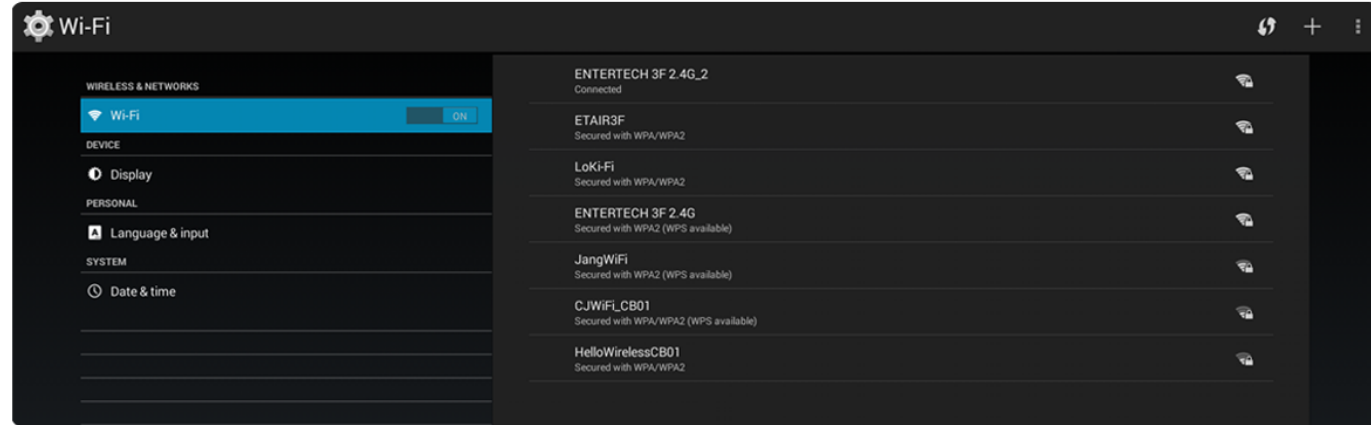 Wi-Fi
WIRELESS & NETWORKS
Wi-Fi
ON
DEVICE
Display
PERSONAL
A Language & input
SYSTEM
Date & time
ENTERTECH 3F 2.4G_2
Connected
ETAIR3F
Secured with WPA/WPA2
LoKi-Fi
Secured with WPA/WPA2
ENTERTECH 3F 2.4G
Secured with WPA2 (WPS available)
JangWiFi
Secured with WPA2 (WPS available)
CJWiFi_CB01
Secured with WPA/WPA2 (WPS available)
HelloWirelessCB01
Secured with WPA/WPA2